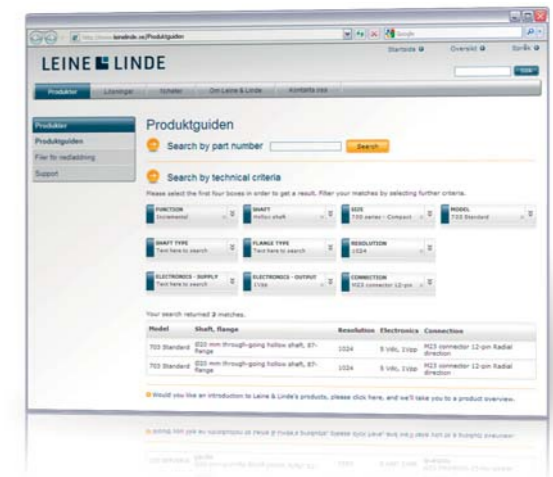 leinelinde.se/Produktguiden
Google
Startsida Översikt Språk
LEINE LINDE
Sök
Produkter Lösningar Nyheter Om Leine & Linde Kontakta oss
Produkter
Produktguiden
Filer för nedladdning
Support
Produktguiden
Search by part number Search
Search by technical criteria
Please select the first four boxes in order to get a result. Filter your matches by selecting further criteria.
FUNCTION SHAFT SIZE MODEL
Incremental Hollow shaft 700 series - Compact 703 Standard
SHAFT TYPE FLANGE TYPE RESOLUTION
Text here to search Text here to search 1024
ELECTRONICS - SUPPLY ELECTRONICS - OUTPUT CONNECTION
Text here to search 1Vpp M23 connector 12-pin
Your search returned 2 matches.
Model Shaft, flange Resolution Electronics Connection
703 Standard Ø25 mm through-going hollow shaft, 87-flange 1024 5 Vdc, 1Vpp M23 connector 12-pin Radial direction
703 Standard Ø20 mm through-going hollow shaft, 87-flange 1024 5 Vdc, 1Vpp M23 connector 12-pin Radial direction
Would you like an introduction to Leine & Linde's products, please click here, and we'll take you to a product overview.